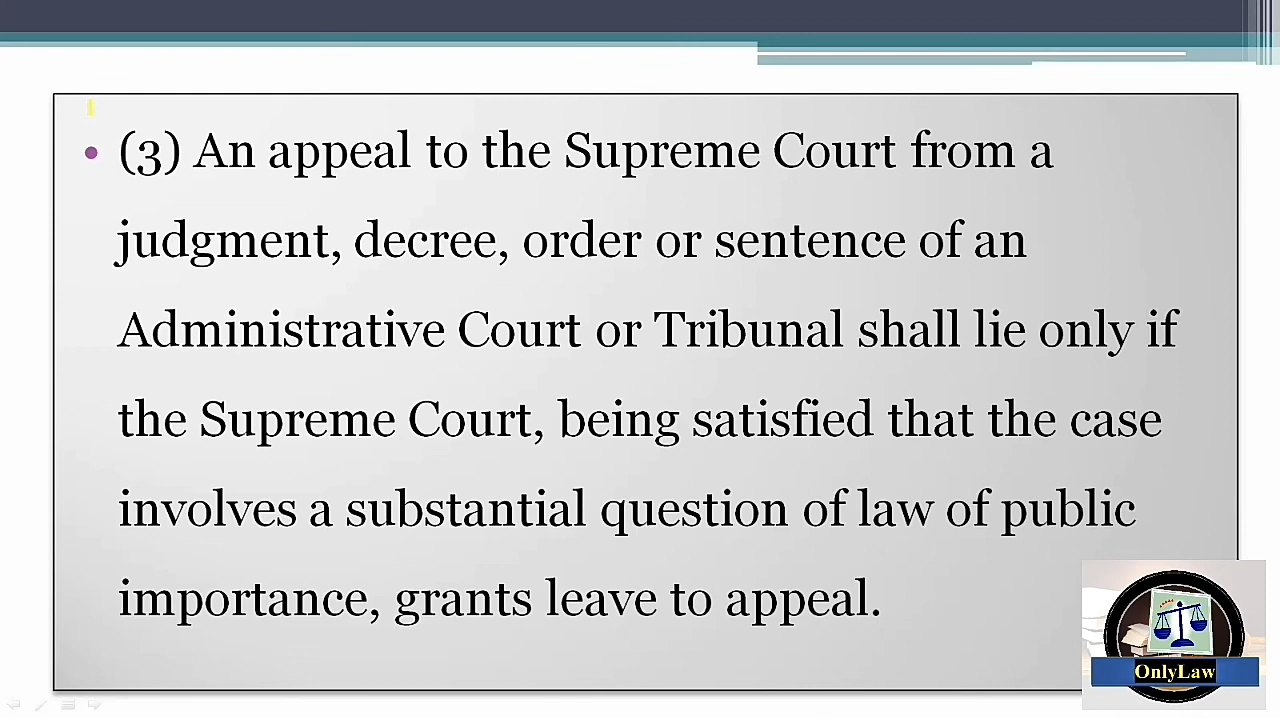 • (3) An appeal to the Supreme Court from a
judgment, decree, order or sentence of an
Administrative Court or Tribunal shall lie only if
the Supreme Court, being satisfied that the case
involves a substantial question of law of public
importance, grants leave to appeal.
OnlyLaw